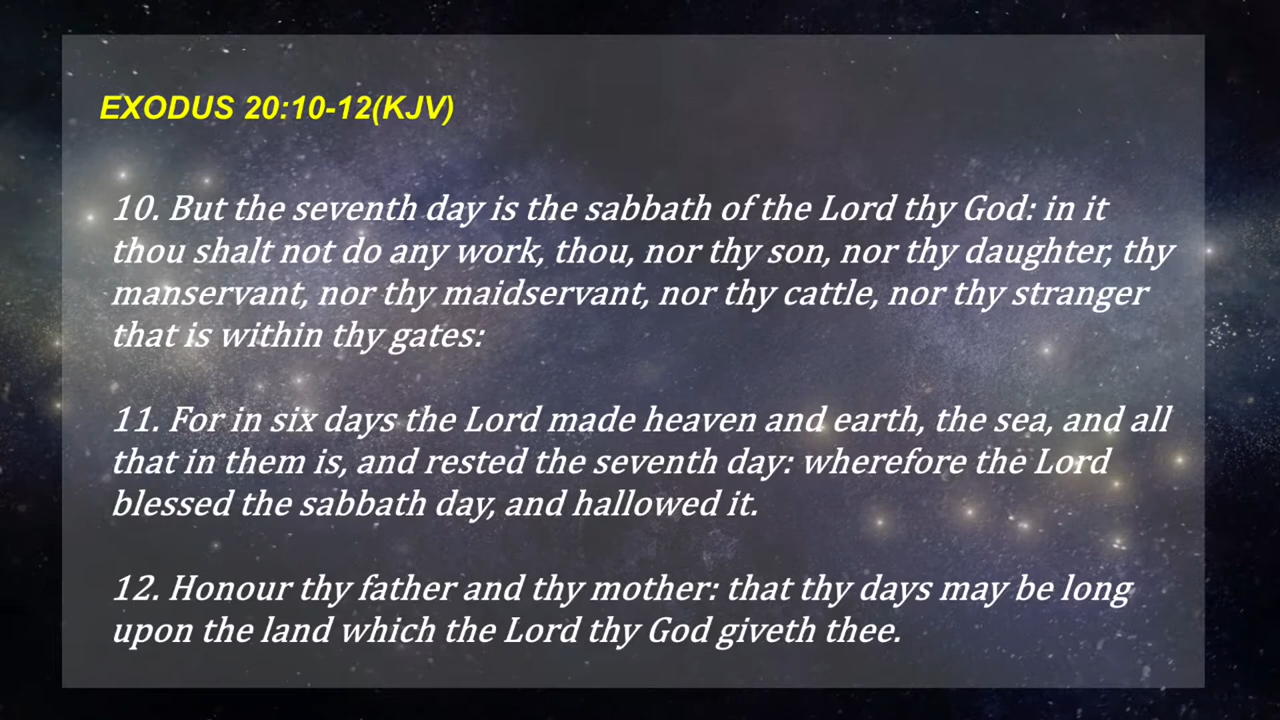 EXODUS 20:10-12(KJV)
10. But the seventh day is the sabbath of the Lord thy God: in it
thou shalt not do any work, thou, nor thy son, nor thy daughter, thy
manservant, nor thy maidservant, nor thy cattle, nor thy stranger
that is within thy gates:
11. For in six days the Lord made heaven and earth, the sea, and all
that in them is, and rested the seventh day: wherefore the Lord
blessed the sabbath day, and hallowed it.
12. Honour thy father and thy mother: that thy days may be long
upon the land which the Lord thy God giveth thee.